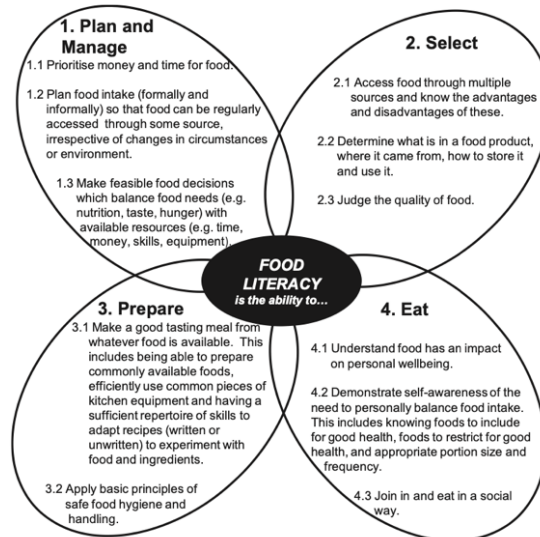 1. Plan and
Manage
1.1 Prioritise money and time for food.
1.2 Plan food intake (formally and
informally) so that food can be regularly
accessed through some source,
irrespective of changes in circumstances
or environment.
1.3 Make feasible food decisions
which balance food needs (e.g.
nutrition, taste, hunger) with
available resources (e.g. time,
money, skills, equipment).
2. Select
2.1 Access food through multiple
sources and know the advantages
and disadvantages of these.
2.2 Determine what is in a food product,
where it came from, how to store it
and use it.
2.3 Judge the quality of food.
FOOD
LITERACY
is the ability to...
3. Prepare
3.1 Make a good tasting meal from
whatever food is available. This
includes being able to prepare
commonly available foods,
efficiently use common pieces of
kitchen equipment and having a
sufficient repertoire of skills to
adapt recipes (written or
unwritten) to experiment with
food and ingredients.
3.2 Apply basic principles of
safe food hygiene and
handling.
4. Eat
4.1 Understand food has an impact
on personal wellbeing.
4.2 Demonstrate self-awareness of the
need to personally balance food intake.
This includes knowing foods to include
for good health, foods to restrict for good
health, and appropriate portion size and
frequency.
4.3 Join in and eat in a social
way.